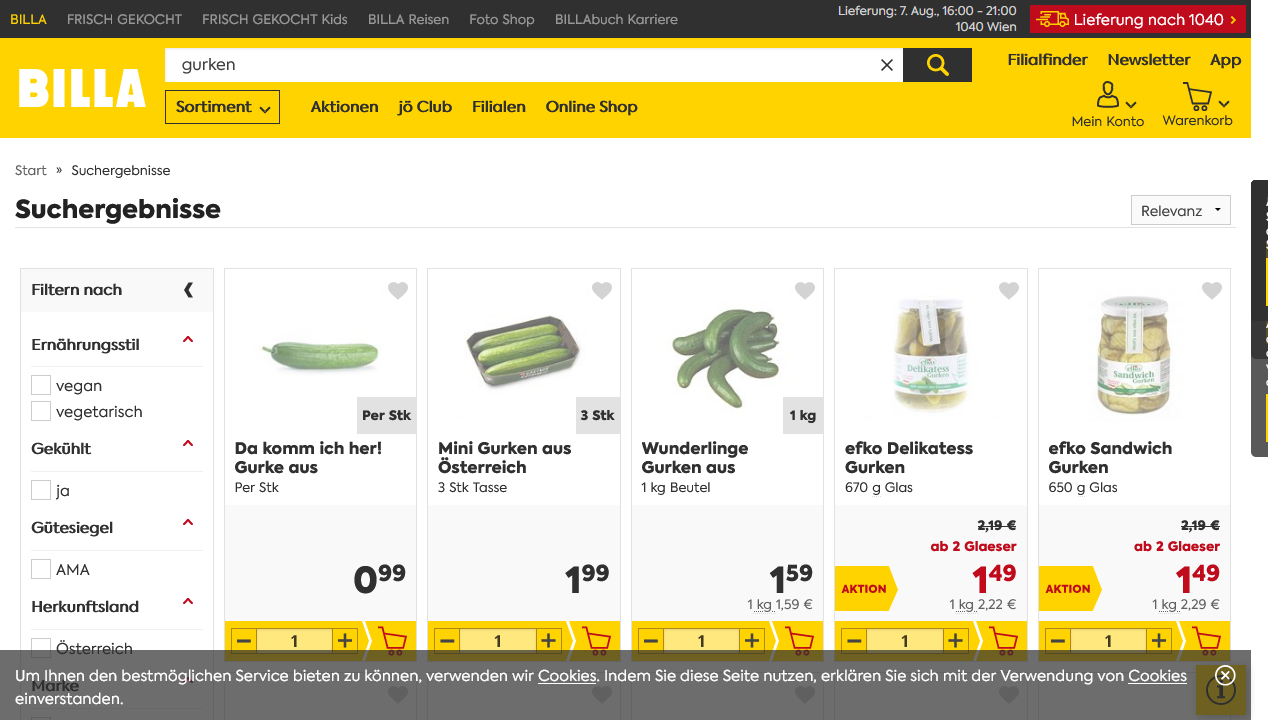 BILLA FRISCH GEKOCHT FRISCH GEKOCHT Kids BILLA Reisen Foto Shop BILLAbuch Karriere
Lieferung: 7. Aug., 16:00 - 21:00
1040 Wien
Lieferung nach 1040
BILLA
gurken
Filialfinder Newsletter App
Sortiment Aktionen jö Club Filialen Online Shop
Mein Konto Warenkorb
Start » Suchergebnisse
Suchergebnisse
Relevanz
Filtern nach
Ernährungsstil
vegan
vegetarisch
Gekühlt
ja
Gütesiegel
AMA
Herkunftsland
Österreich
Marke
Per Stk
Da komm ich her!
Gurke aus
Per Stk
0 99
1
3 Stk
Mini Gurken aus
Österreich
3 Stk Tasse
1 99
1
1 kg
Wunderlinge
Gurken aus
1 kg Beutel
1 59
1 kg 1,59 €
1
efko
Delikatess
Gurken
efko Delikatess
Gurken
670 g Glas
2,19 €
ab 2 Glaeser
AKTION
1 49
1 kg 2,22 €
1
efko
Sandwich
Gurken
efko Sandwich
Gurken
650 g Glas
2,19 €
ab 2 Glaeser
AKTION
1 49
1 kg 2,29 €
1
Um Ihnen den bestmöglichen Service bieten zu können, verwenden wir Cookies. Indem Sie diese Seite nutzen, erklären Sie sich mit der Verwendung von Cookies
einverstanden.